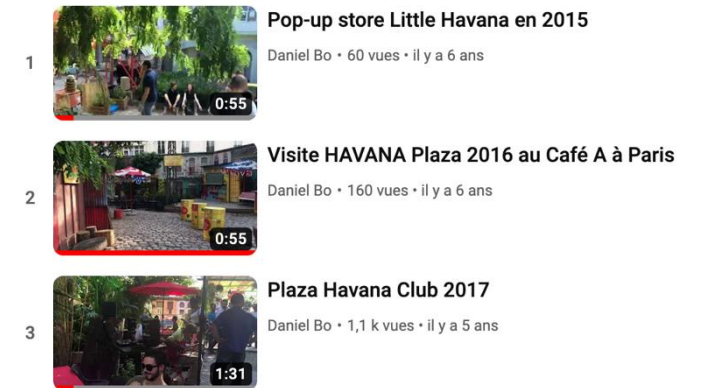 Pop-up store Little Havana en 2015
1
Daniel Bo • 60 vues • il y a 6 ans
0:55
Visite HAVANA Plaza 2016 au Café A à Paris
2
Daniel Bo • 160 vues • il y a 6 ans
0:55
Plaza Havana Club 2017
3
Daniel Bo • 1,1 k vues • il y a 5 ans
1:31